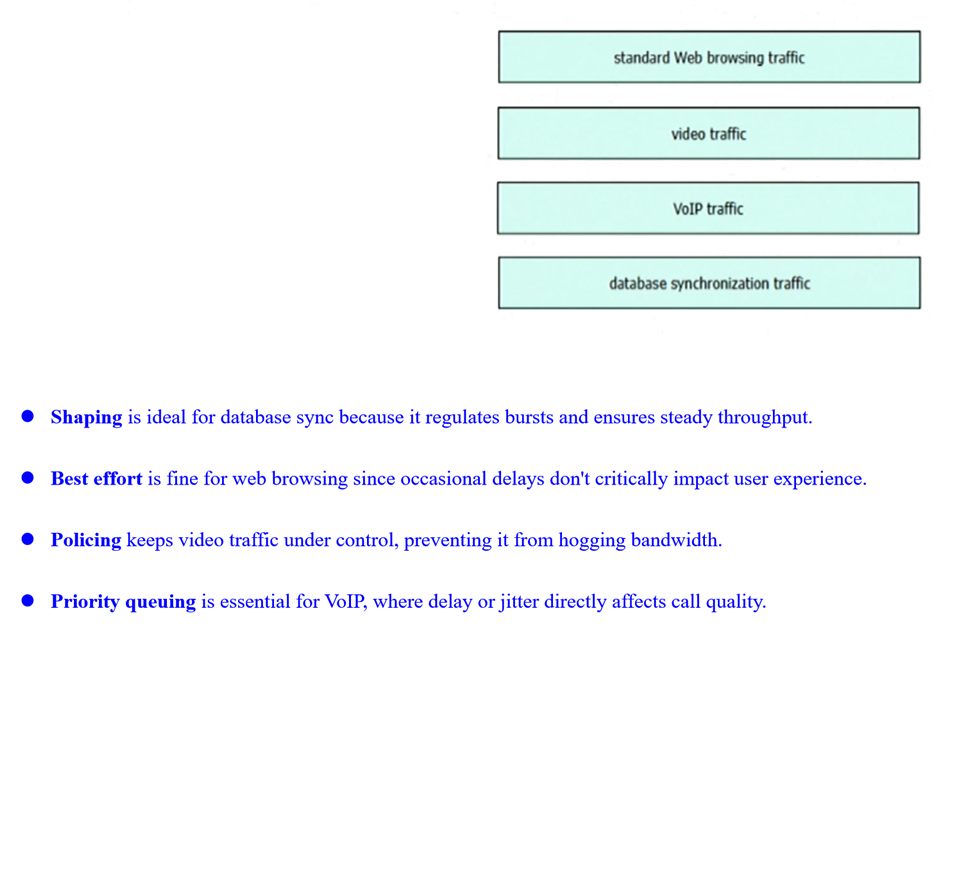 standard Web browsing traffic
video traffic
VoIP traffic
database synchronization traffic
● Shaping is ideal for database sync because it regulates bursts and ensures steady throughput.
● Best effort is fine for web browsing since occasional delays don't critically impact user experience.
● Policing keeps video traffic under control, preventing it from hogging bandwidth.
● Priority queuing is essential for VoIP, where delay or jitter directly affects call quality.